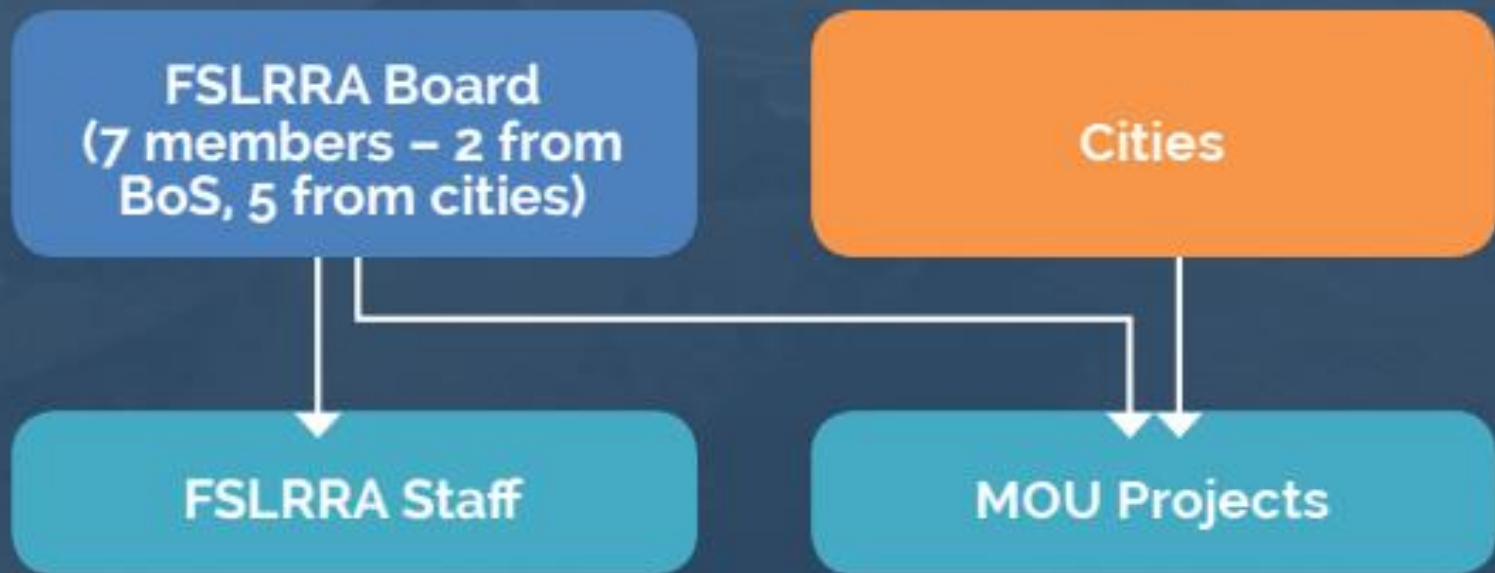 FSLRRA Board
(7 members – 2 from
BoS, 5 from cities)
Cities
FSLRRA Staff
MOU Projects